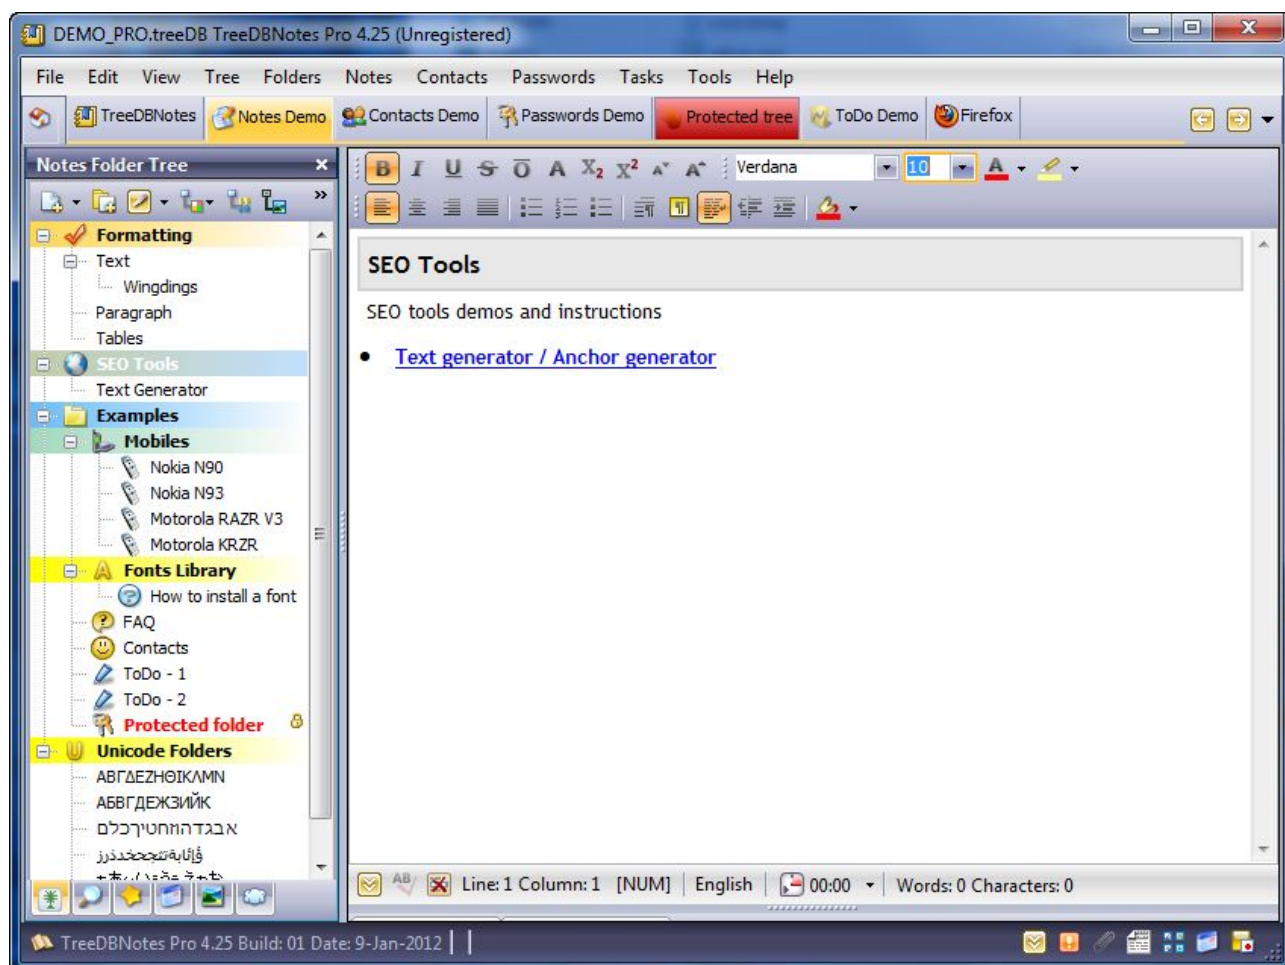 DEMO_PRO.treeDB TreeDBNotes Pro 4.25 (Unregistered)
File Edit View Tree Folders Notes Contacts Passwords Tasks Tools Help
TreeDBNotes Notes Demo Contacts Demo Passwords Demo Protected tree ToDo Demo Firefox
Notes Folder Tree
Verdana 10
Formatting
Text
Wingdings
Paragraph
Tables
SEO Tools
Text Generator
Examples
Mobiles
Nokia N90
Nokia N93
Motorola RAZR V3
Motorola KRZR
Fonts Library
How to install a font
FAQ
Contacts
ToDo - 1
ToDo - 2
Protected folder
Unicode Folders
ΑΒΓΔΕΖΗΘΙΚΛΜΝ
АБВГДЕЖЗИЙК
אבגדהוזחטיךכלם
SEO Tools
SEO tools demos and instructions
Text generator / Anchor generator
Line: 1 Column: 1 [NUM] English 00:00 Words: 0 Characters: 0
TreeDBNotes Pro 4.25 Build: 01 Date: 9-Jan-2012